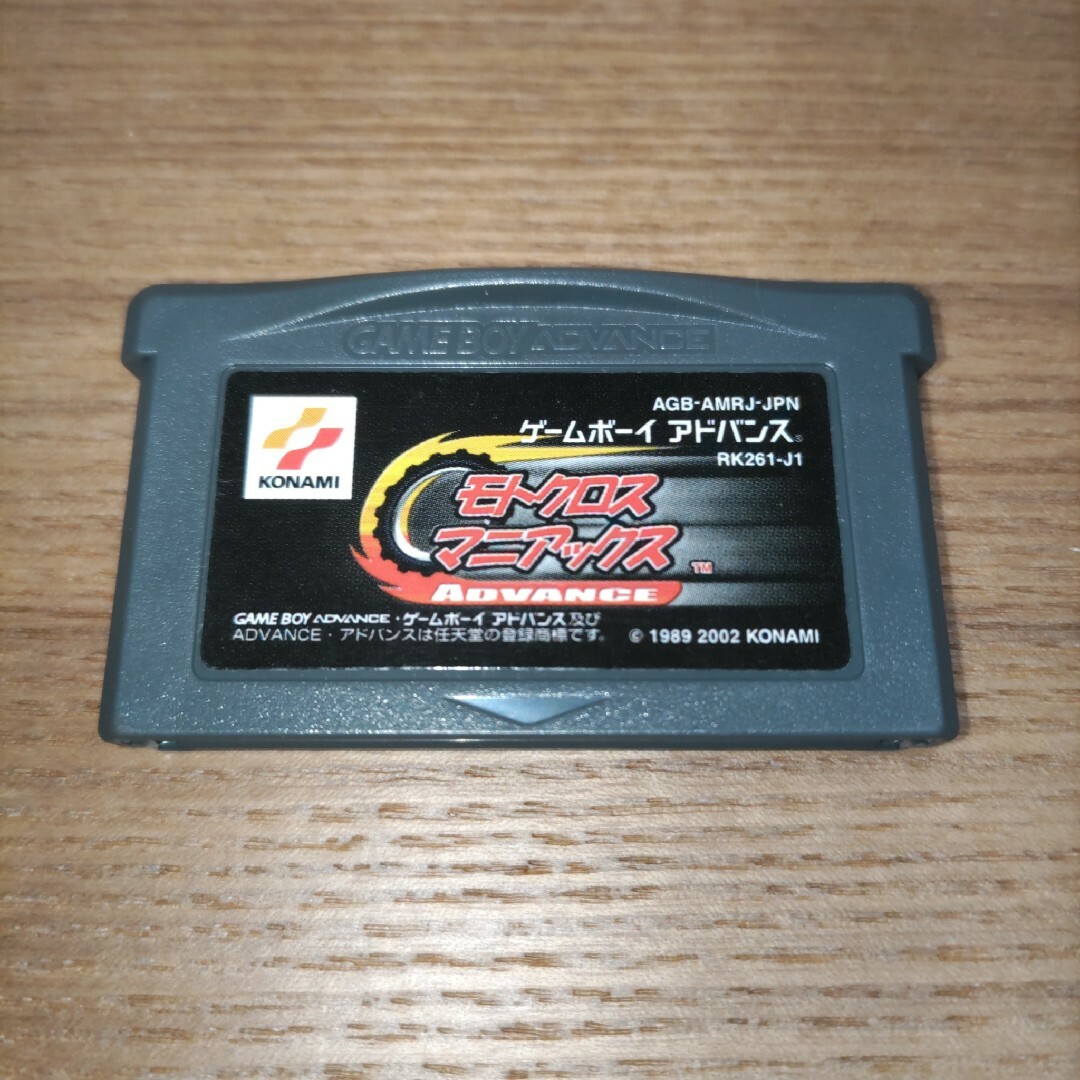 GAME BOY ADVANCE
KONAMI
AGB-AMRJ-JPN
ゲームボーイ アドバンス®
RK261-J1
モトクロス
マニアックス
ADVANCE ™
GAME BOY ADVANCE・ゲームボーイ アドバンス及び
ADVANCE・アドバンスは任天堂の登録商標です。
© 1989 2002 KONAMI